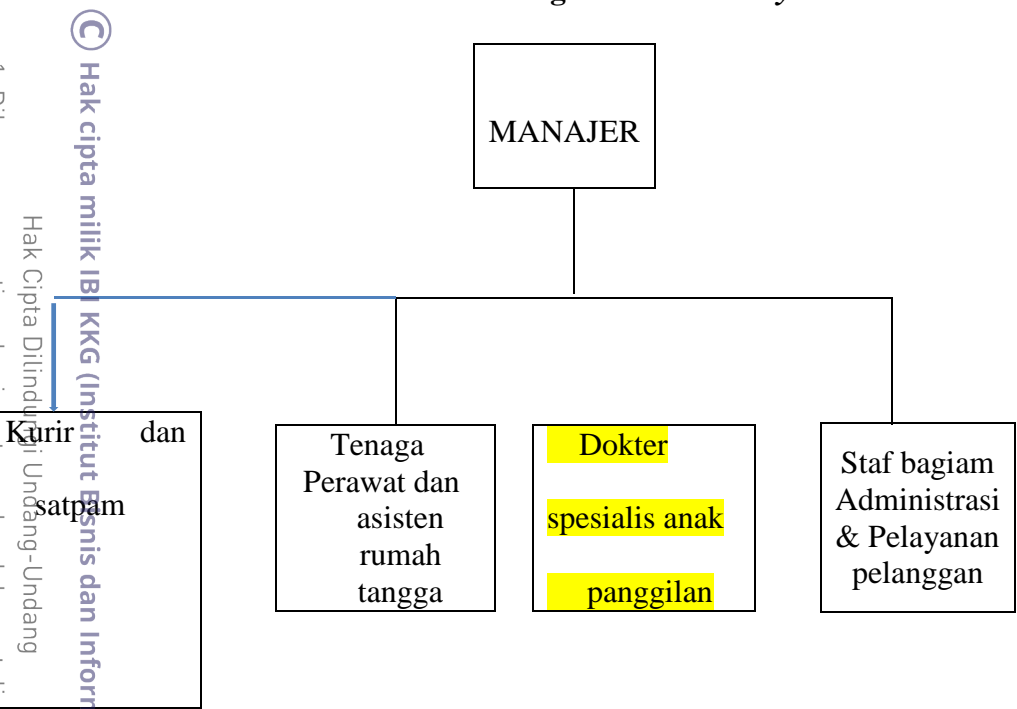 MANAJER
Kurir dan
satpam
Tenaga
Perawat dan
asisten
rumah
tangga
Dokter
spesialis anak
panggilan
Staf bagiam
Administrasi
& Pelayanan
pelanggan
© Hak cipta milik IBI KKG (Institut Bisnis dan Inform
Hak Cipta Dilindungi Undang-Undang